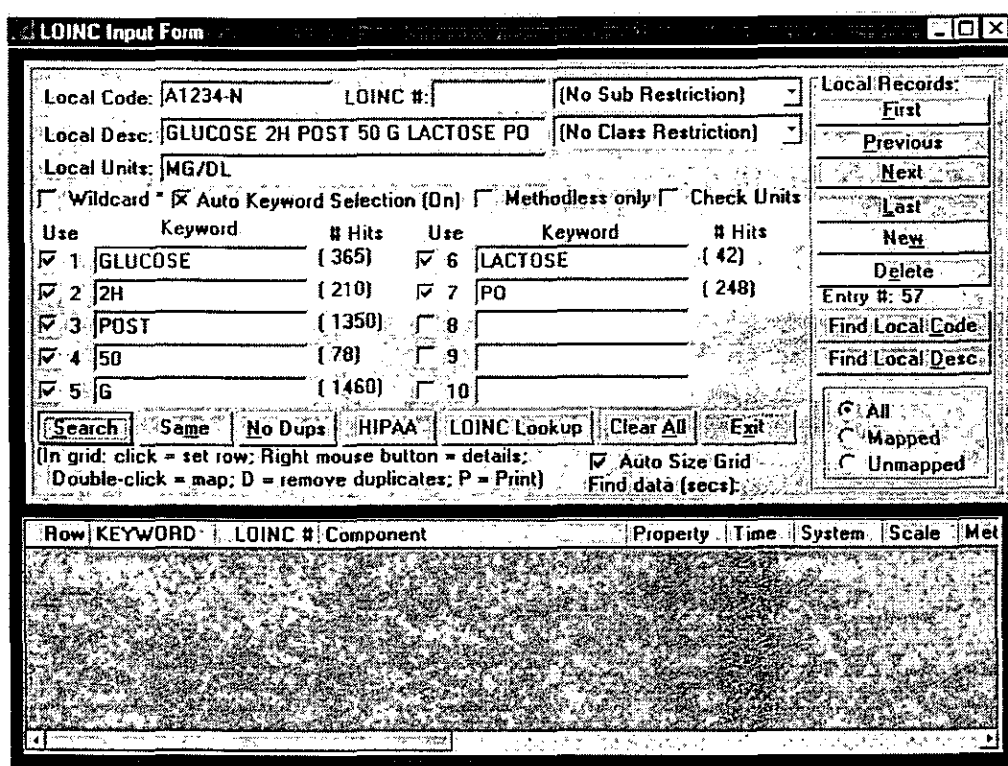 LOINC Input Form
Local Code: A1234-N LOINC #: (No Sub Restriction)
Local Desc: GLUCOSE 2H POST 50 G LACTOSE PO (No Class Restriction)
Local Units: MG/DL
Wildcard * Auto Keyword Selection (On) Methodless only Check Units
Use Keyword # Hits Use Keyword # Hits
1 GLUCOSE ( 365) 6 LACTOSE ( 42)
2 2H ( 210) 7 PO ( 248)
3 POST ( 1350) 8
4 50 ( 78) 9
5 G ( 1460) 10
Search Same No Dups HIPAA LOINC Lookup Clear All Exit
(In grid: click = set row; Right mouse button = details;
Double-click = map; D = remove duplicates; P = Print)
Auto Size Grid
Find data (secs):
Local Records:
First
Previous
Next
Last
New
Delete
Entry #: 57
Find Local Code
Find Local Desc
All
Mapped
Unmapped
Row KEYWORD LOINC # Component Property Time System Scale Met